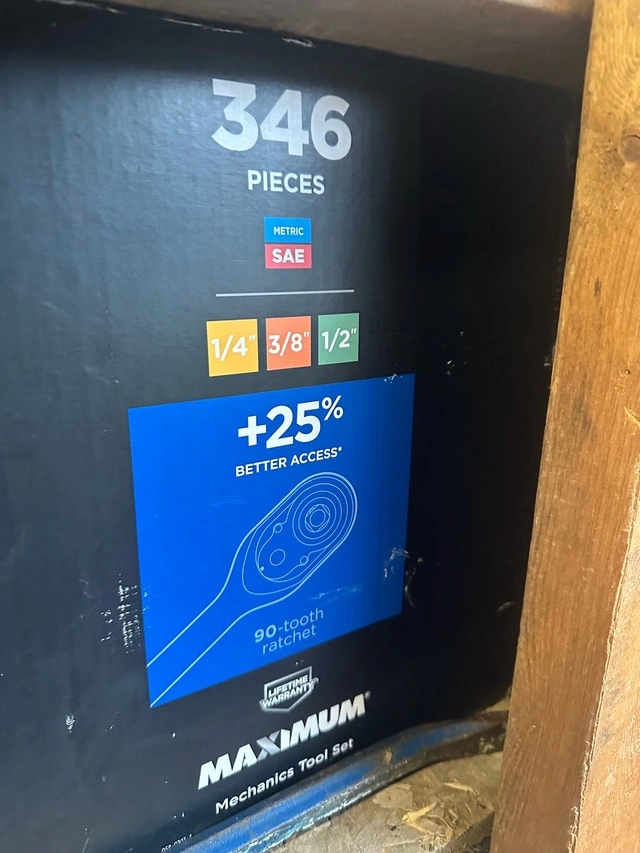 346
PIECES
METRIC
SAE
1/4" 3/8" 1/2"
+25%
BETTER ACCESS*
90-tooth
ratchet
LIFETIME
WARRANTY
MAXIMUM®
Mechanics Tool Set